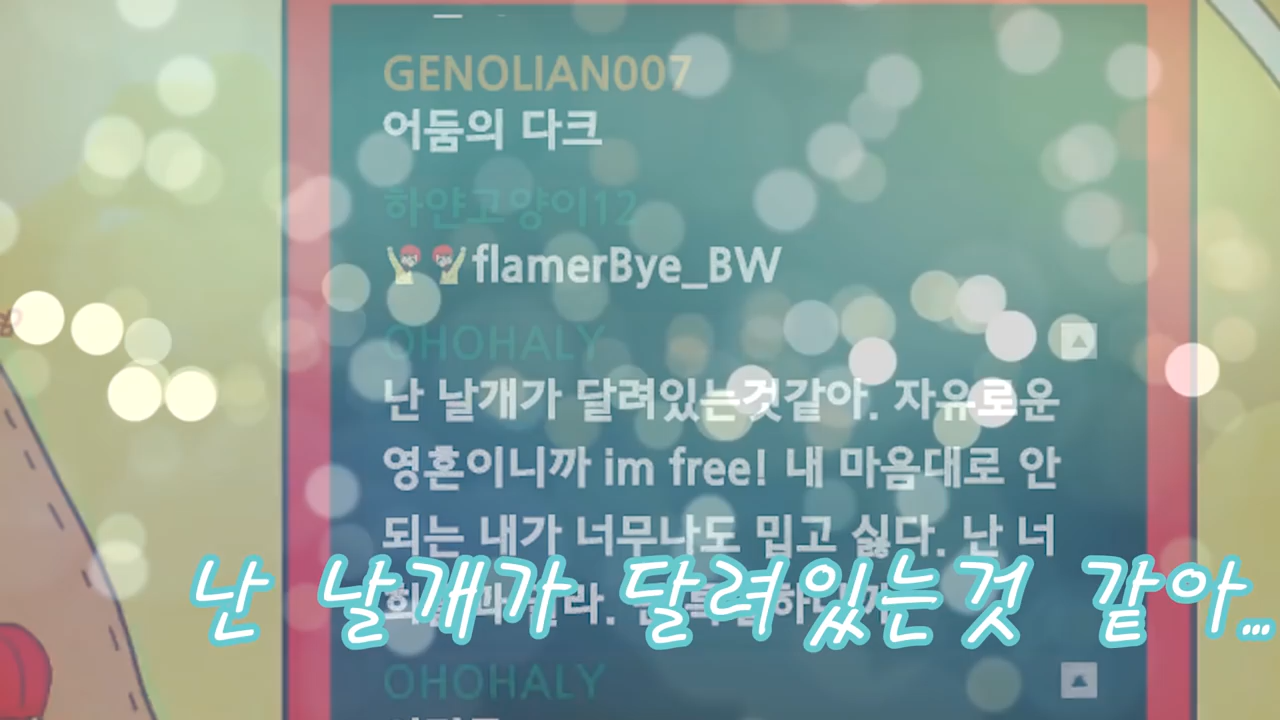 GENOLIAN007
어둠의 다크
하얀고양이12
flamerBye_BW
OHOHALY
난 날개가 달려있는것같아. 자유로운
영혼이니까 im free! 내 마음대로 안
되는 내가 너무나도 밉고 싫다. 난 너
난 날개가 달려있는것 같아...
OHOHALY